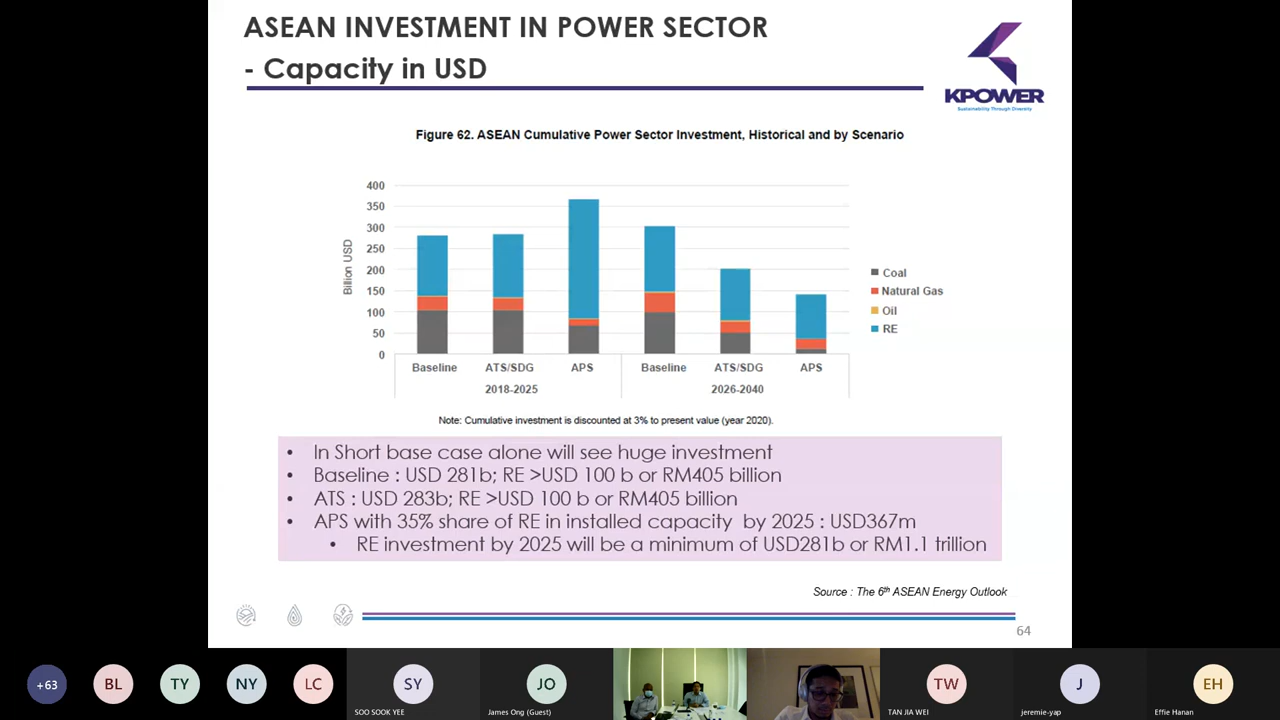 ASEAN INVESTMENT IN POWER SECTOR
- Capacity in USD
KPOWER
Sustainability Through Diversity
Figure 62. ASEAN Cumulative Power Sector Investment, Historical and by Scenario
400
350
300
250
200
150
100
50
0
Billion USD
Coal
Natural Gas
Oil
RE
Baseline ATS/SDG APS Baseline ATS/SDG APS
2018-2025 2026-2040
Note: Cumulative investment is discounted at 3% to present value (year 2020).
• In Short base case alone will see huge investment
• Baseline : USD 281b; RE >USD 100 b or RM405 billion
• ATS : USD 283b; RE >USD 100 b or RM405 billion
• APS with 35% share of RE in installed capacity by 2025 : USD367m
• RE investment by 2025 will be a minimum of USD281b or RM1.1 trillion
Source : The 6th ASEAN Energy Outlook
64
+63 BL TY NY LC SY JO TW J EH
SOO SOOK YEE James Ong (Guest) TAN JIA WEI jeremie-yap Effie Hanan